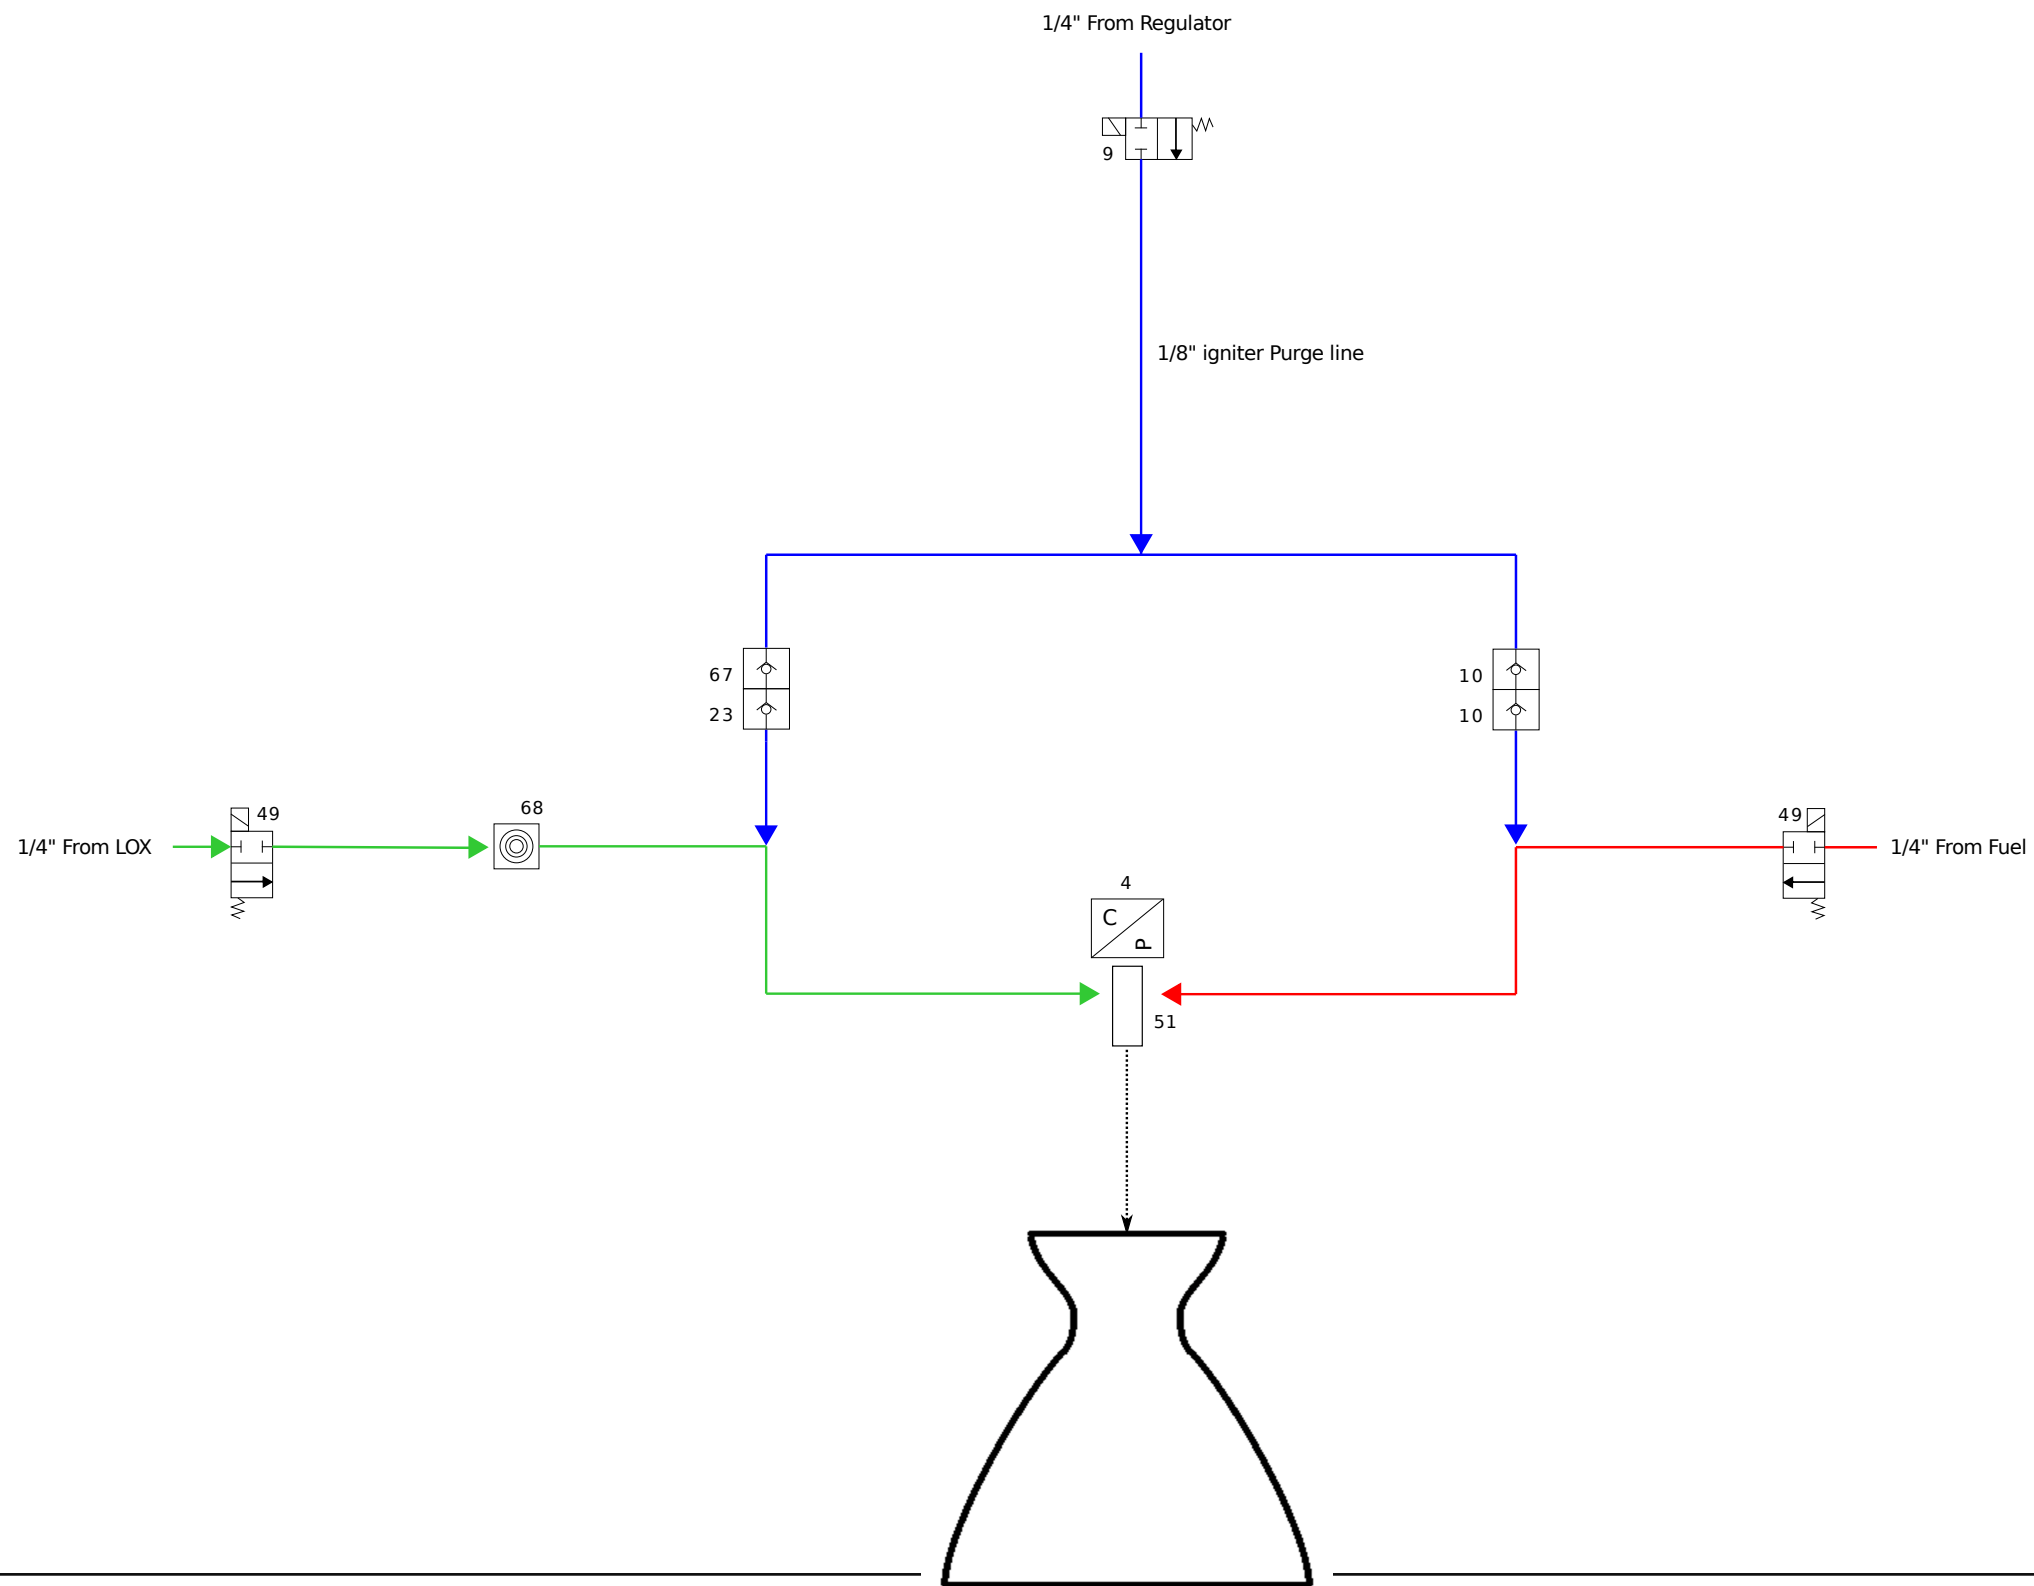 1/4" From Regulator
9
1/8" igniter Purge line
67
10
23
10
68
49
49
1/4" From LOX
1/4" From Fuel
4
C
P
51